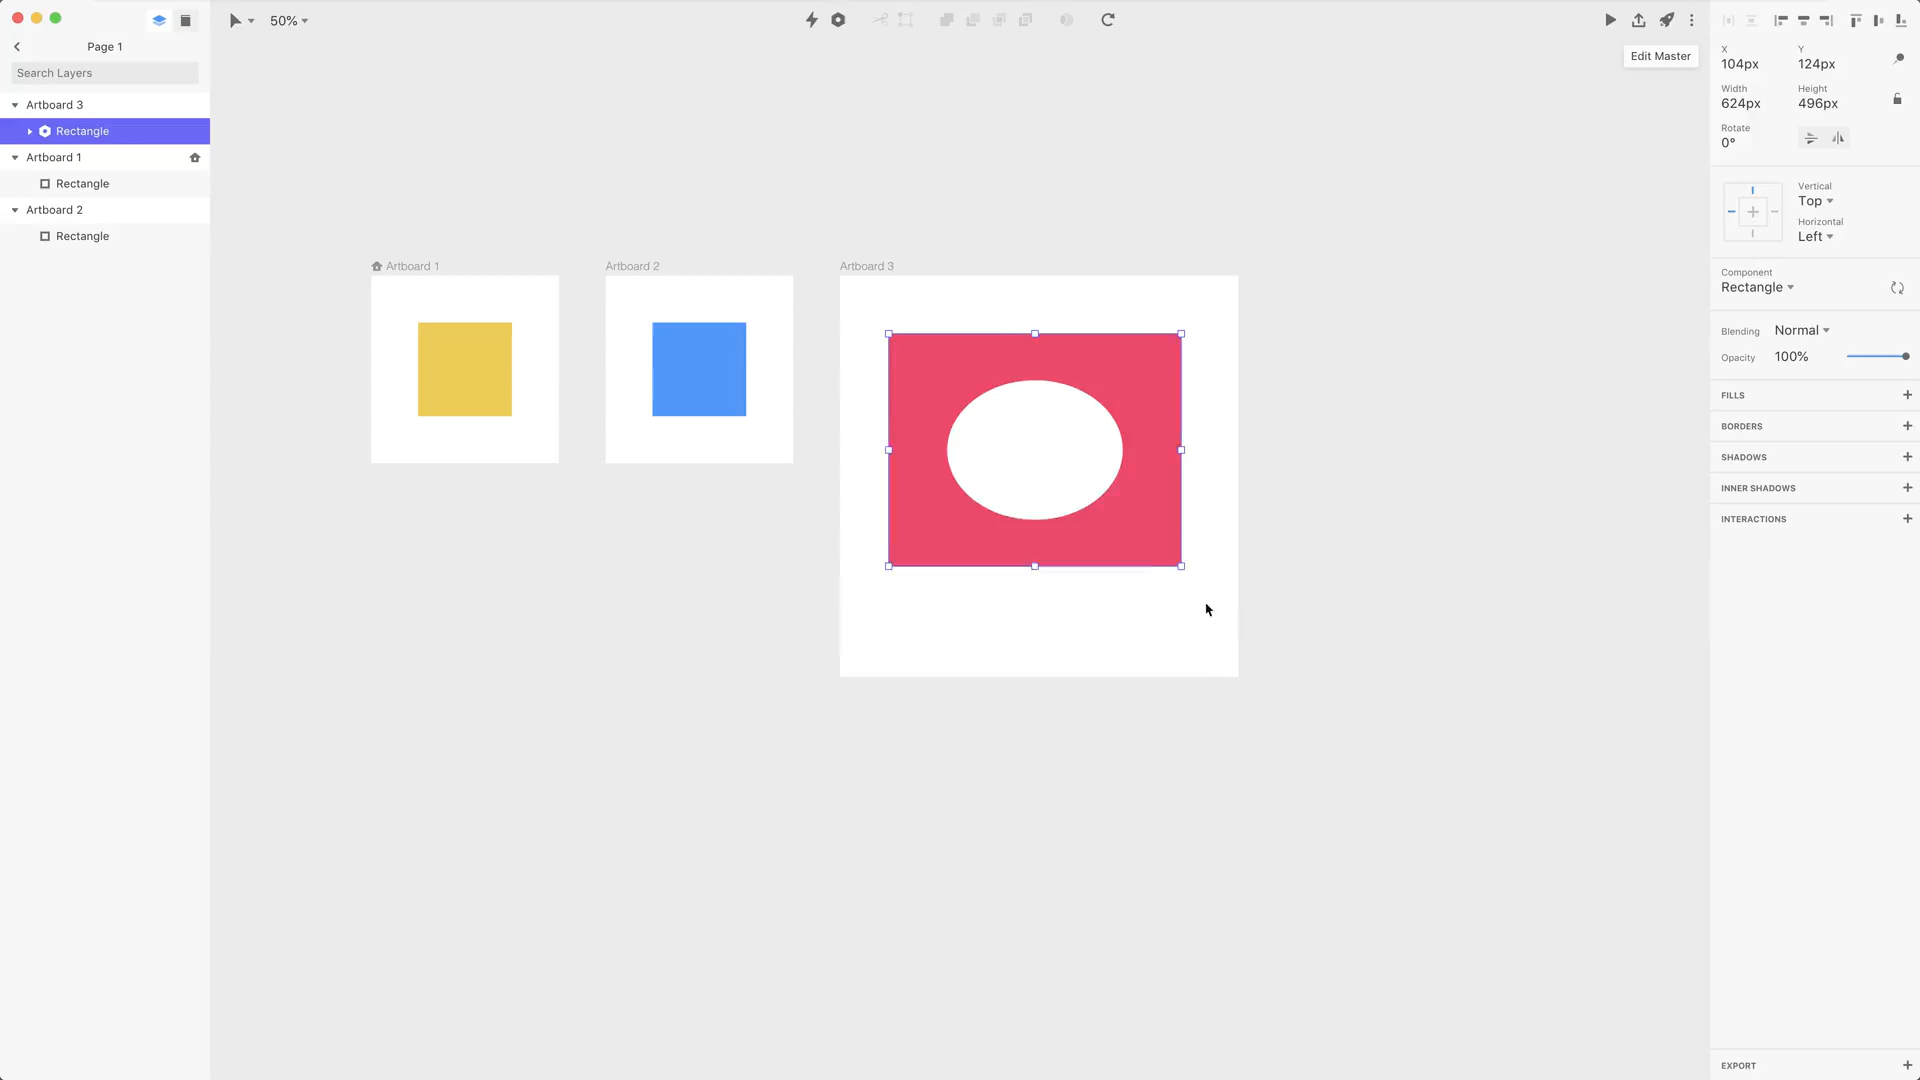 50%
Page 1
Search Layers
Artboard 3
Rectangle
Artboard 1
Rectangle
Artboard 2
Rectangle
Artboard 1
Artboard 2
Artboard 3
Edit Master
X
Y
104px
124px
Width
Height
624px
496px
Rotate
0°
Vertical
Top
Horizontal
Left
Component
Rectangle
Blending
Normal
Opacity
100%
FILLS
BORDERS
SHADOWS
INNER SHADOWS
INTERACTIONS
EXPORT